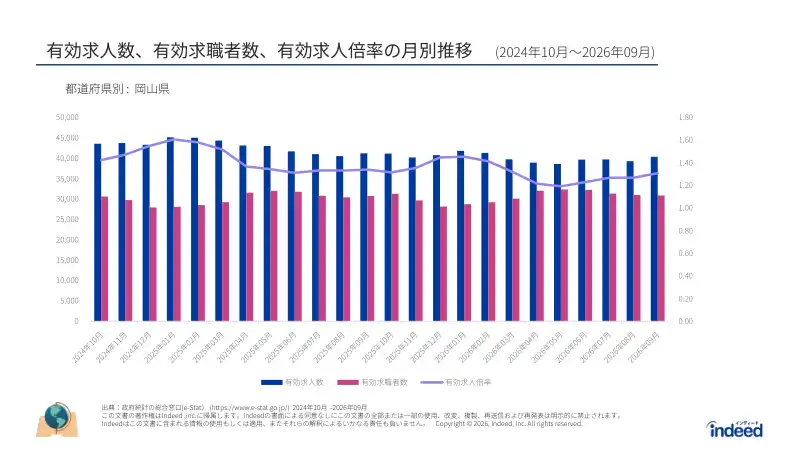 有効求人数、有効求職者数、有効求人倍率の月別推移 (2024年10月～2026年09月)
都道府県別 : 岡山県
50,000
45,000
40,000
35,000
30,000
25,000
20,000
15,000
10,000
5,000
0
1.80
1.60
1.40
1.20
1.00
0.80
0.60
0.40
0.20
0.00
2024年10月
2024年11月
2024年12月
2025年01月
2025年02月
2025年03月
2025年04月
2025年05月
2025年06月
2025年07月
2025年08月
2025年09月
2025年10月
2025年11月
2025年12月
2026年01月
2026年02月
2026年03月
2026年04月
2026年05月
2026年06月
2026年07月
2026年08月
2026年09月
有効求人数 有効求職者数 有効求人倍率
出典：政府統計の総合窓口(e-Stat) (https://www.e-stat.go.jp/) 2024年10月 –2026年09月
この文書の著作権はIndeed ,inc.に帰属します。Indeedの書面による同意なしにこの文書の全部または一部の使用、改変、複製、再送信および再発表は明示的に禁止されます。
Indeedはこの文書に含まれる情報の使用もしくは適用、またそれらの解釈によるいかなる責任も負いません。 Copyright © 2026, Indeed, Inc. All rights reserved.
インディード
indeed